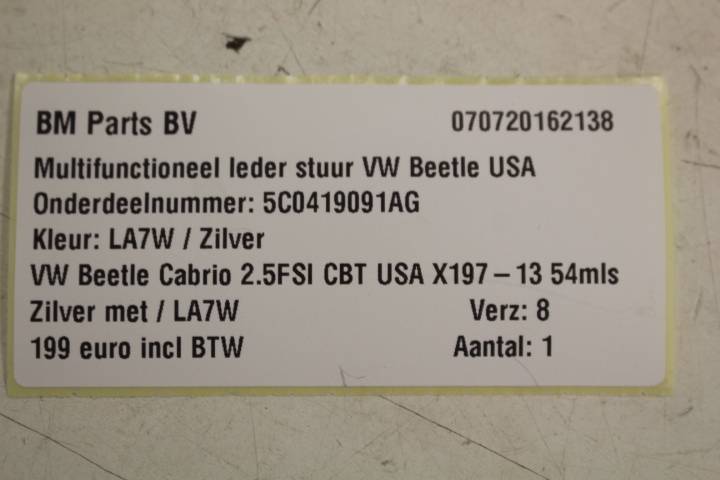 BM Parts BV 070720162138
Multifunctioneel leder stuur VW Beetle USA
Onderdeelnummer: 5C0419091AG
Kleur: LA7W / Zilver
VW Beetle Cabrio 2.5FSI CBT USA X197 – 13 54mls
Zilver met / LA7W Verz: 8
199 euro incl BTW Aantal: 1